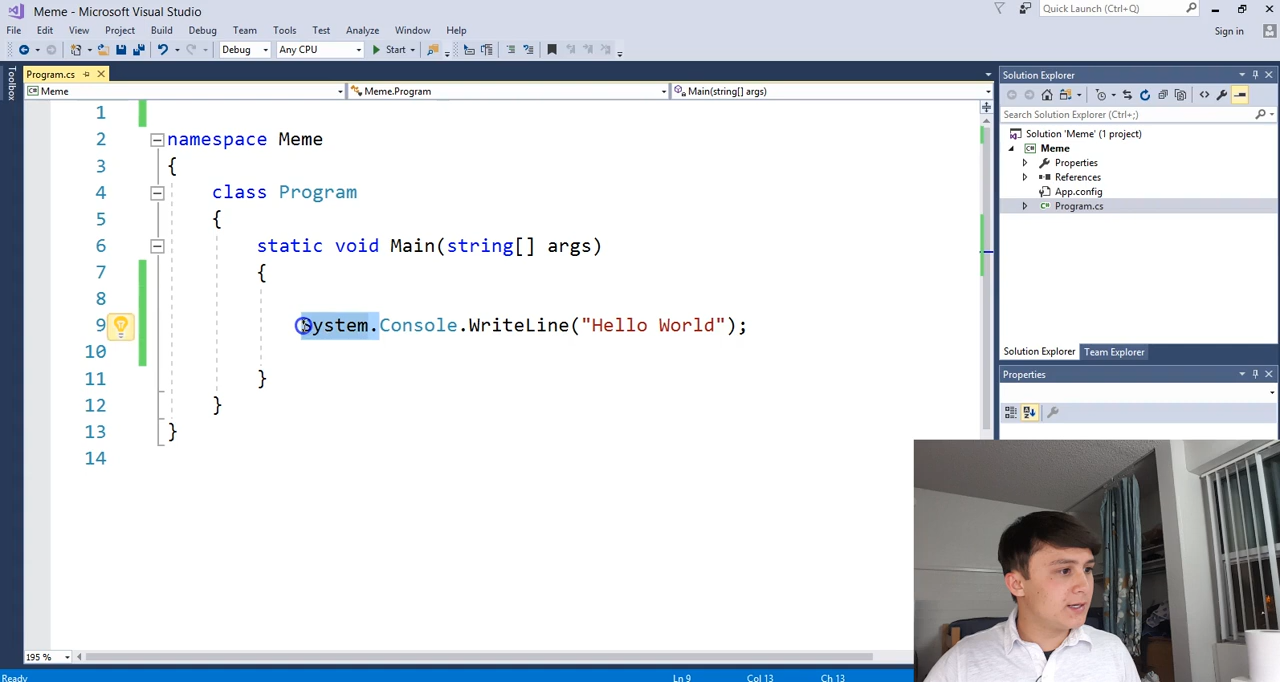 Meme - Microsoft Visual Studio
Quick Launch (Ctrl+Q)
File Edit View Project Build Debug Team Tools Test Analyze Window Help
Sign in
Debug Any CPU Start
Toolbox
Program.cs
Meme Meme.Program Main(string[] args)
1
2 namespace Meme
3 {
4 class Program
5 {
6 static void Main(string[] args)
7 {
8
9 System.Console.WriteLine("Hello World");
10
11 }
12 }
13 }
14
195 %
Solution Explorer
Search Solution Explorer (Ctrl+;)
Solution 'Meme' (1 project)
Meme
Properties
References
App.config
Program.cs
Solution Explorer Team Explorer
Properties
Ready Ln 9 Col 13 Ch 13